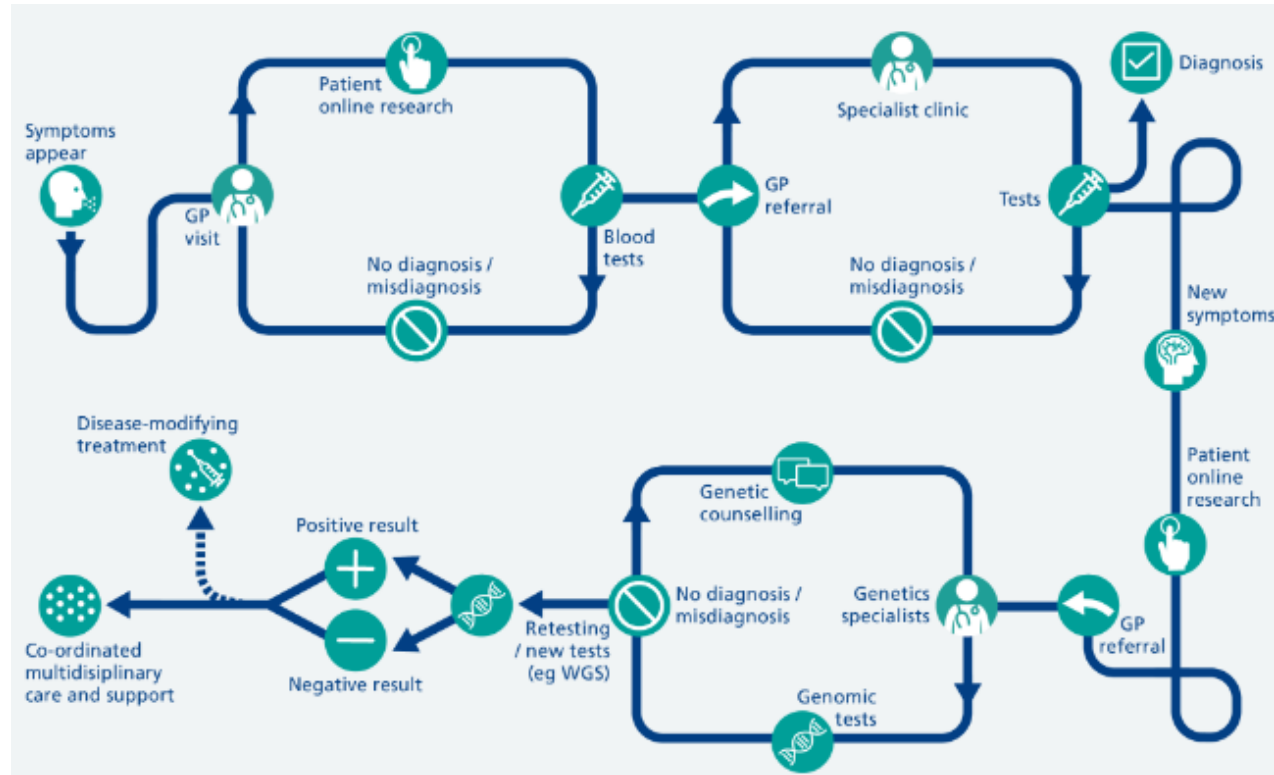 Symptoms
appear
GP
visit
Patient
online research
No diagnosis /
misdiagnosis
Blood
tests
GP
referral
Specialist clinic
No diagnosis /
misdiagnosis
Tests
Diagnosis
New
symptoms
Patient
online
research
GP
referral
Genetics
specialists
Genetic
counselling
Genomic
tests
No diagnosis /
misdiagnosis
Retesting
/ new tests
(eg WGS)
Positive result
Negative result
Disease-modifying
treatment
Co-ordinated
multidisiplinary
care and support